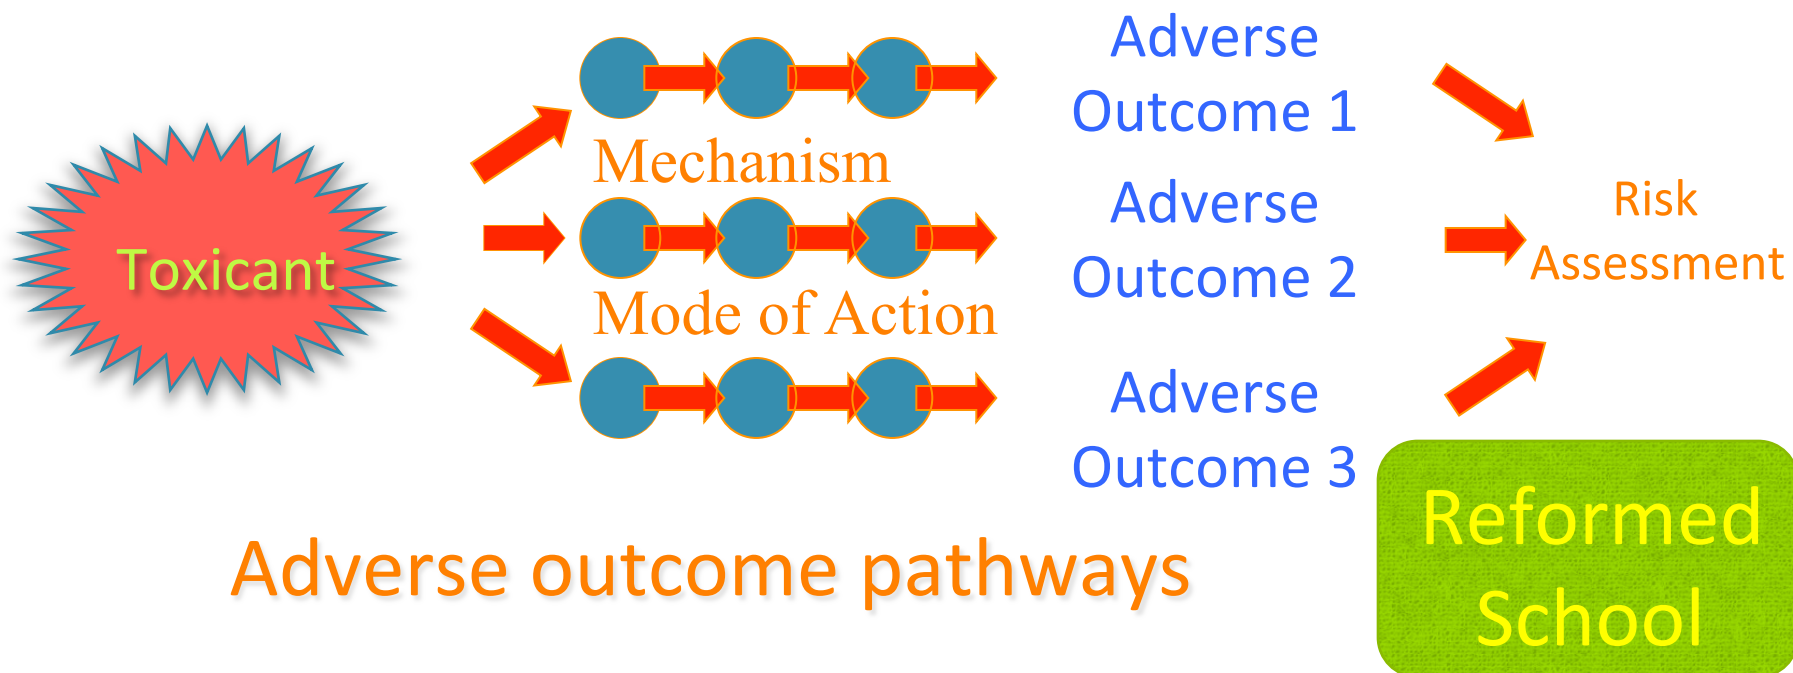 Toxicant
Mechanism
Mode of Action
Adverse
Outcome 1
Adverse
Outcome 2
Adverse
Outcome 3
Risk
Assessment
Adverse outcome pathways
Reformed
School